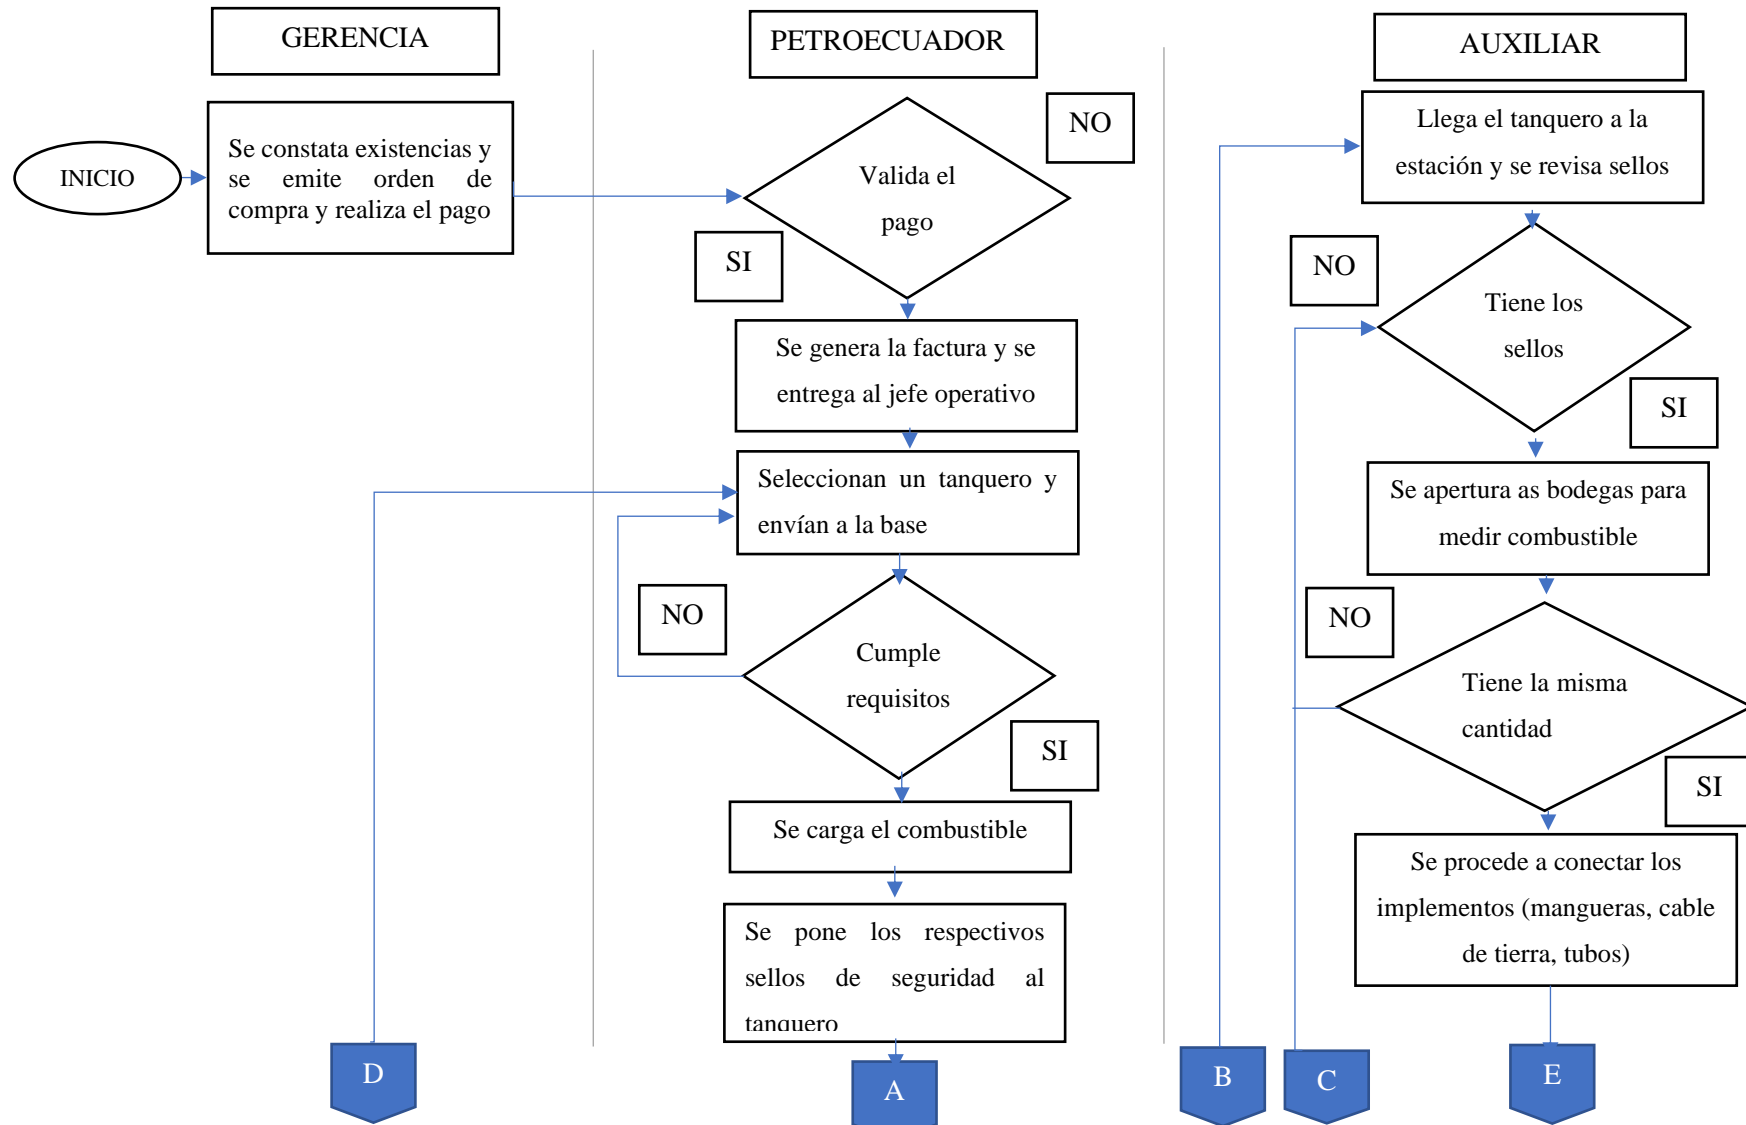 GERENCIA
PETROECUADOR
AUXILIAR
INICIO
Se constata existencias y
se emite orden de
compra y realiza el pago
Valida el
pago
NO
SI
Se genera la factura y se
entrega al jefe operativo
Seleccionan un tanquero y
envían a la base
NO
Cumple
requisitos
SI
Se carga el combustible
Se pone los respectivos
sellos de seguridad al
tanquero
D
A
Llega el tanquero a la
estación y se revisa sellos
NO
Tiene los
sellos
SI
Se apertura as bodegas para
medir combustible
NO
Tiene la misma
cantidad
SI
Se procede a conectar los
implementos (mangueras, cable
de tierra, tubos)
B
C
E